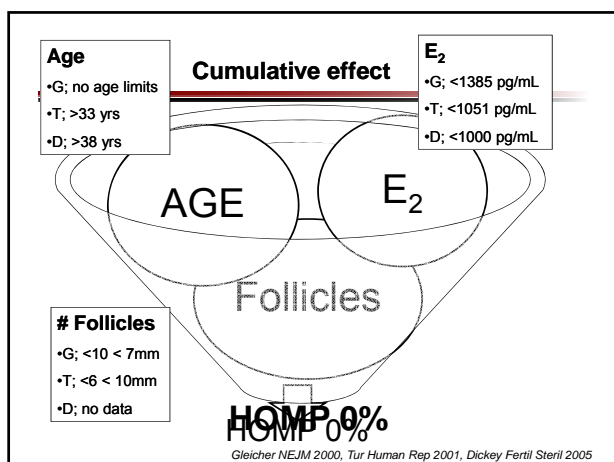 Cumulative effect
Age
•G; no age limits
•T; >33 yrs
•D; >38 yrs
E₂
•G; <1385 pg/mL
•T; <1051 pg/mL
•D; <1000 pg/mL
AGE
E₂
Follicles
# Follicles
•G; <10 < 7mm
•T; <6 < 10mm
•D; no data
HOMP 0%
HOMP 0%
Gleicher NEJM 2000, Tur Human Rep 2001, Dickey Fertil Steril 2005